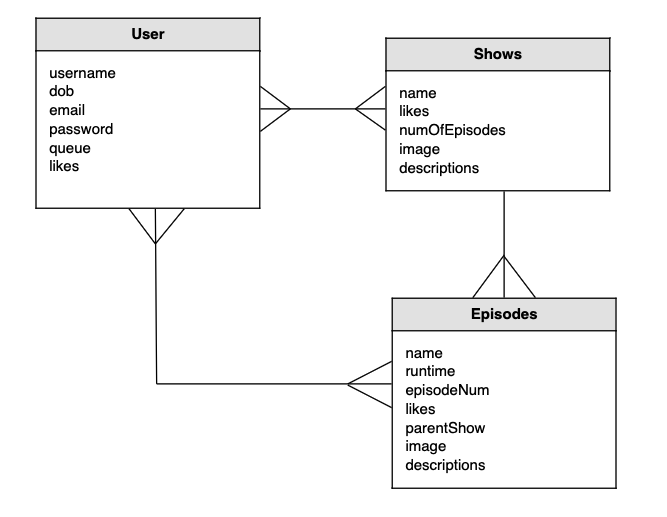 User
username
dob
email
password
queue
likes
Shows
name
likes
numOfEpisodes
image
descriptions
Episodes
name
runtime
episodeNum
likes
parentShow
image
descriptions